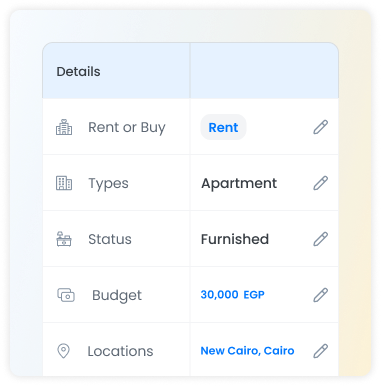 Details
Rent or Buy Rent
Types Apartment
Status Furnished
Budget 30,000 EGP
Locations New Cairo, Cairo